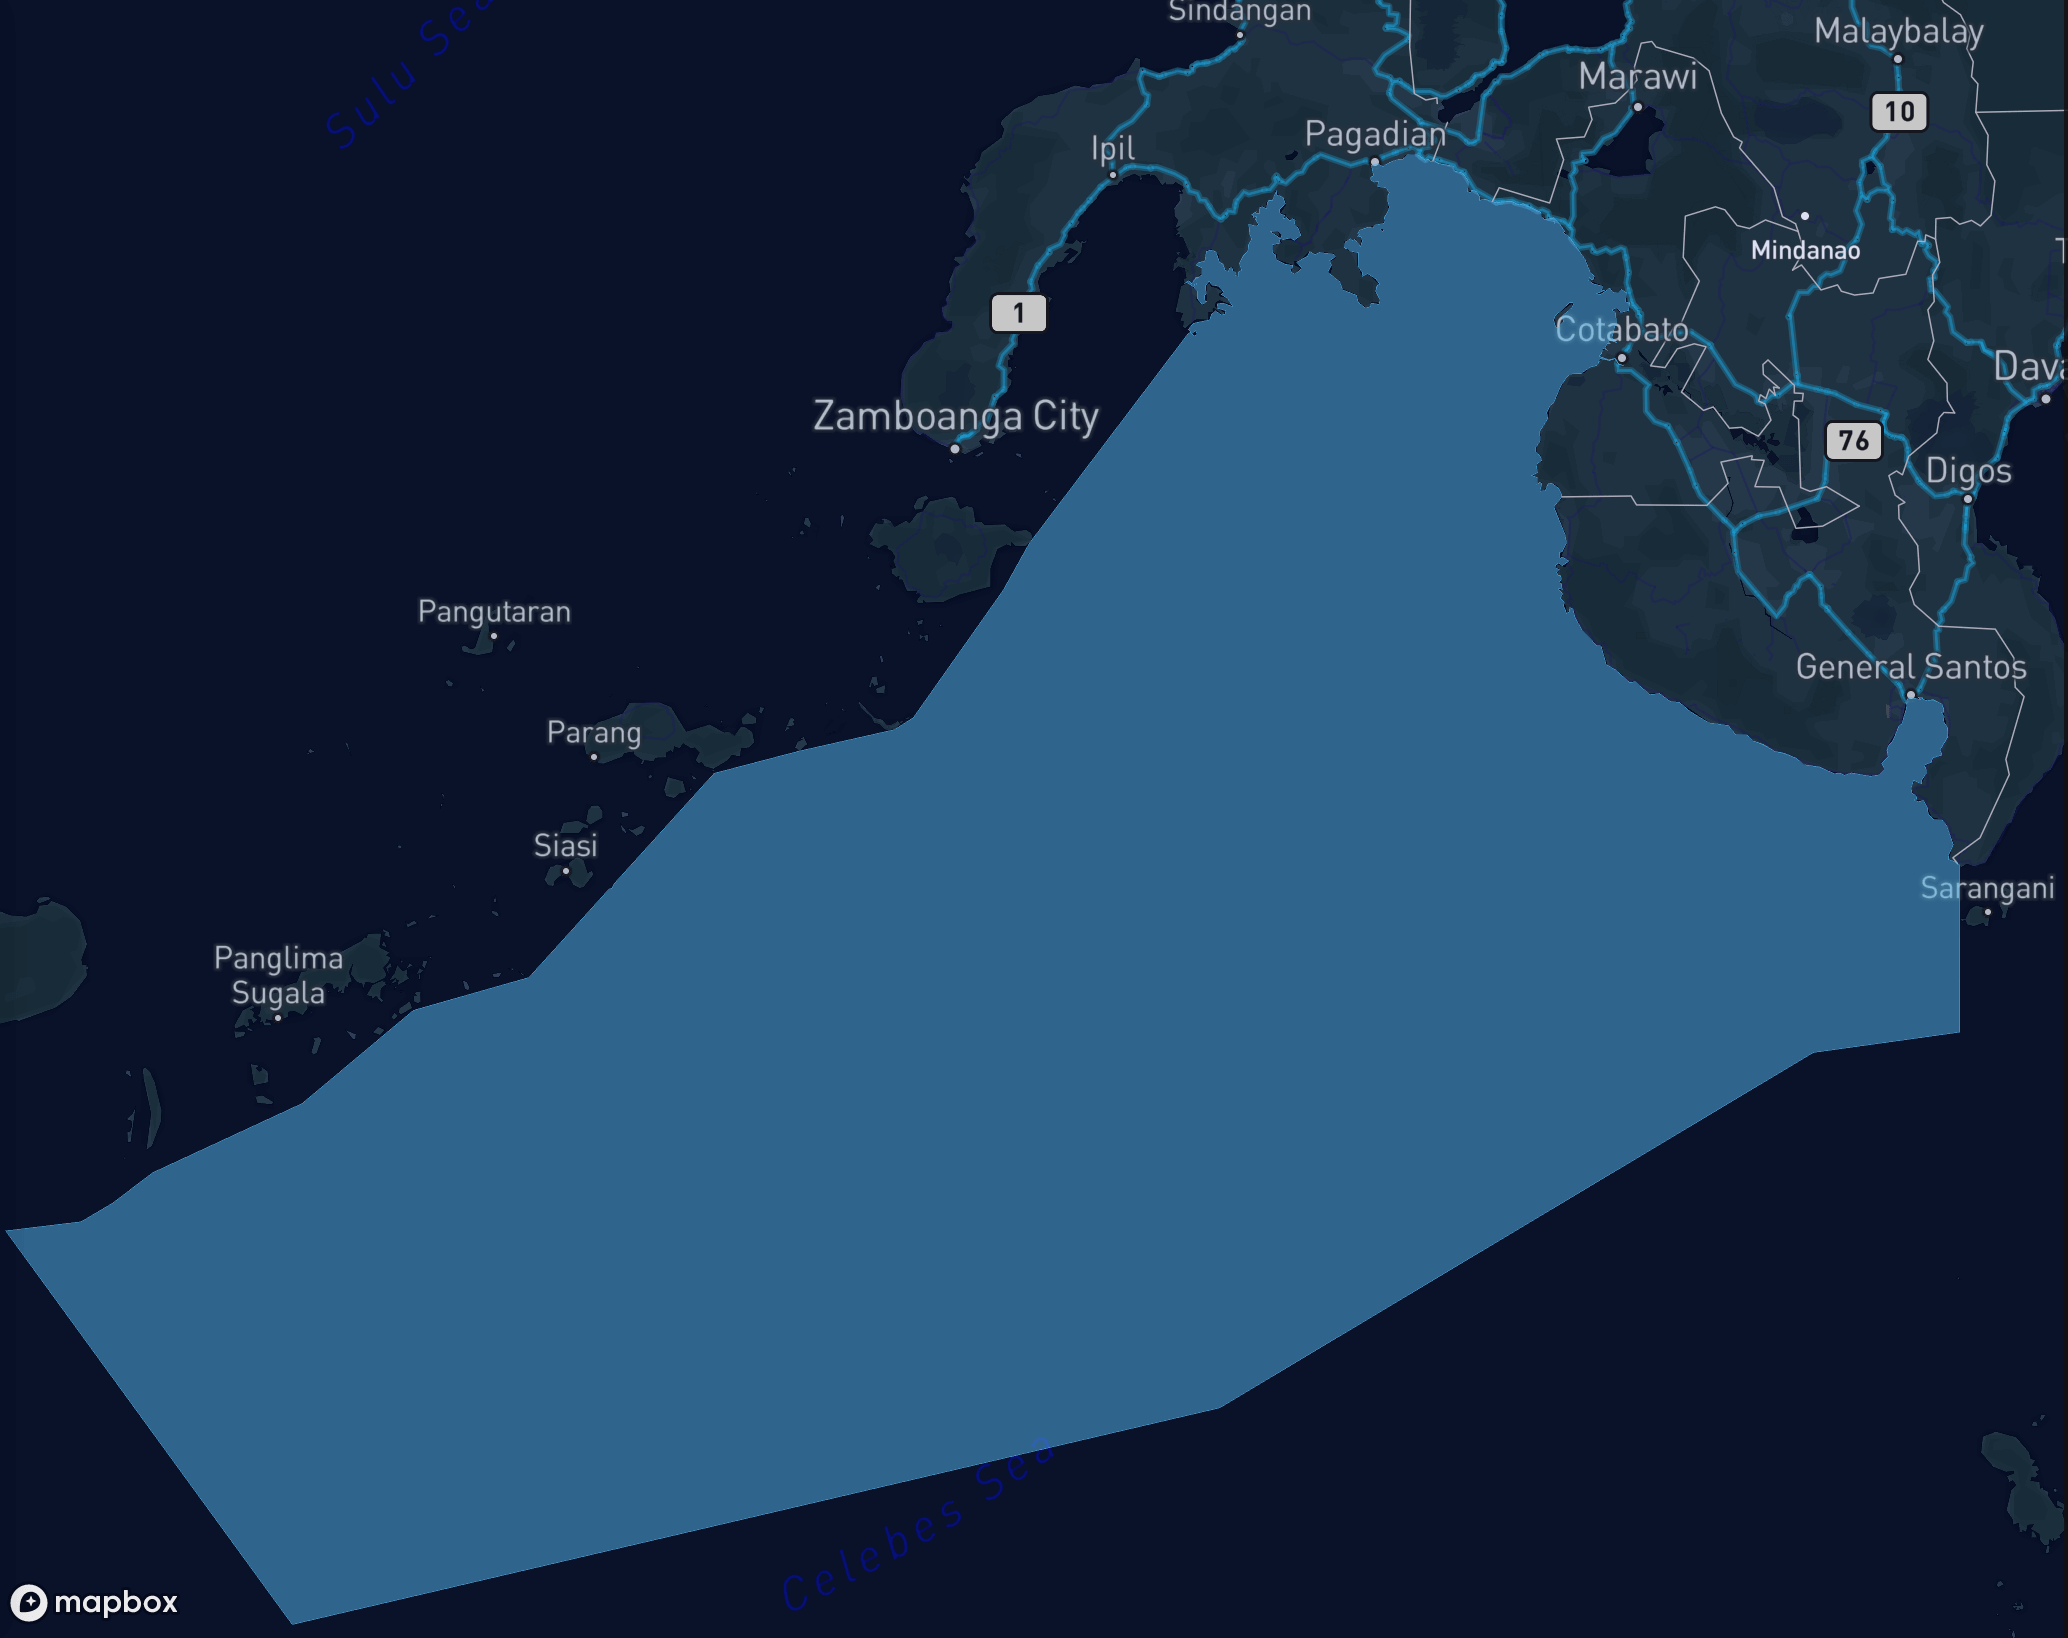 Sindangan
Sulu Sea
Malaybalay
Marawi
10
Pagadian
Ipil
Mindanao
1
Cotabato
Zamboanga City
76
Digos
Pangutaran
General Santos
Parang
Siasi
Sarangani
Panglima
Sugala
Celebes Sea
mapbox